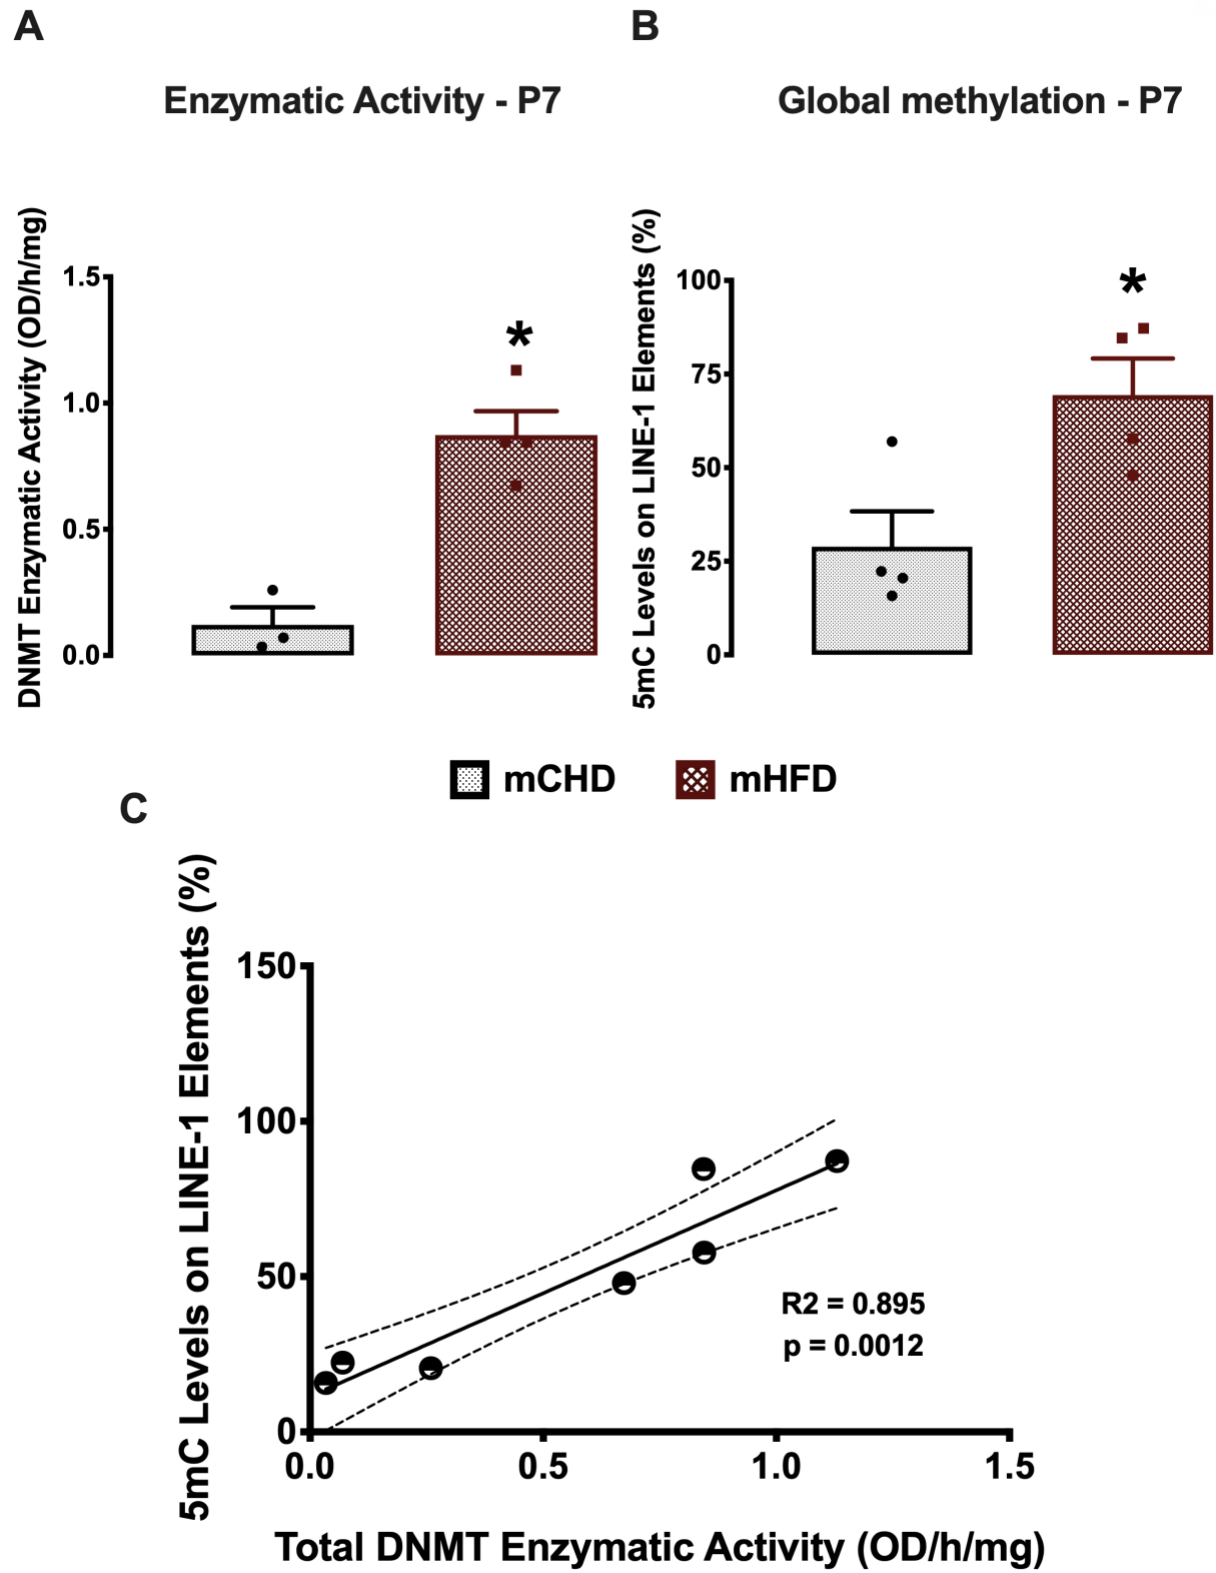 A
B
Enzymatic Activity - P7
Global methylation - P7
DNMT Enzymatic Activity (OD/h/mg)
1.5
1.0
0.5
0.0
*
5mC Levels on LINE-1 Elements (%)
100
75
50
25
0
*
mCHD
mHFD
C
5mC Levels on LINE-1 Elements (%)
150
100
50
0
R2 = 0.895
p = 0.0012
0.0 0.5 1.0 1.5
Total DNMT Enzymatic Activity (OD/h/mg)